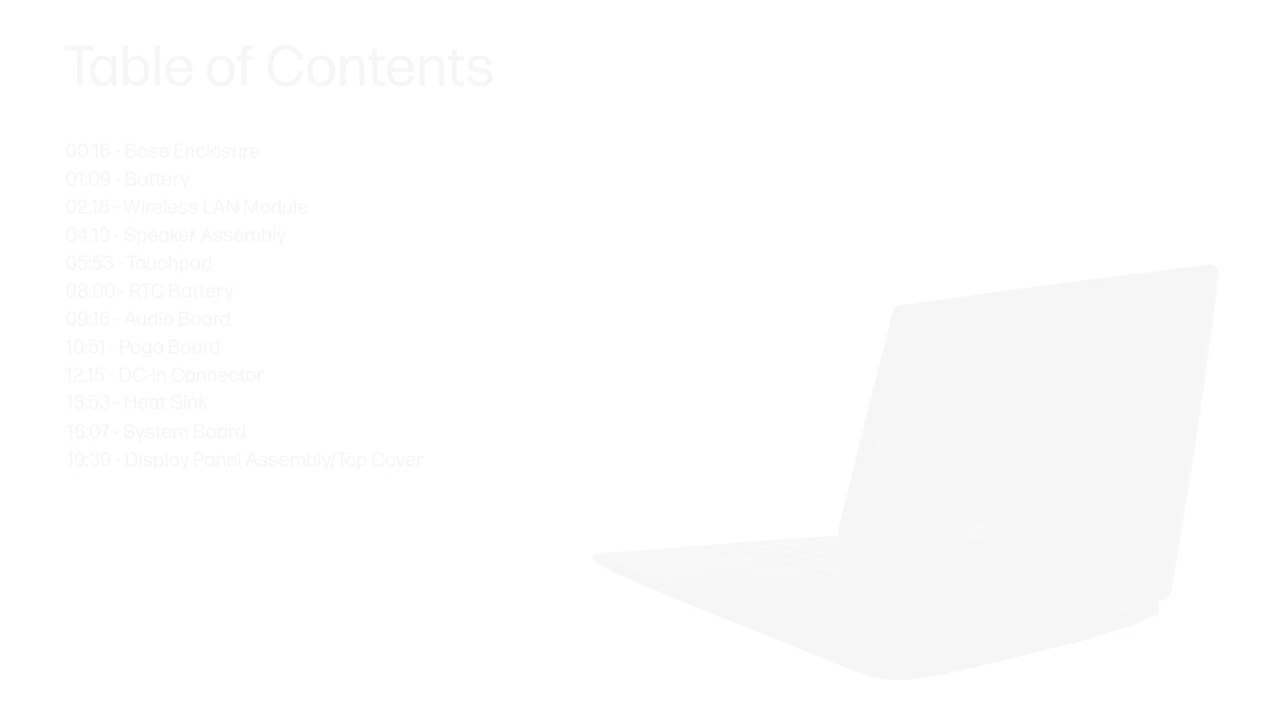 Table of Contents
00:16 - Base Enclosure
01:09 - Battery
02:18 - Wireless LAN Module
04:13 - Speaker Assembly
05:53 - Touchpad
08:00 - RTC Battery
09:16 - Audio Board
10:51 - Pogo Board
12:15 - DC-in Connector
13:53 - Heat Sink
16:07 - System Board
19:39 - Display Panel Assembly/Top Cover